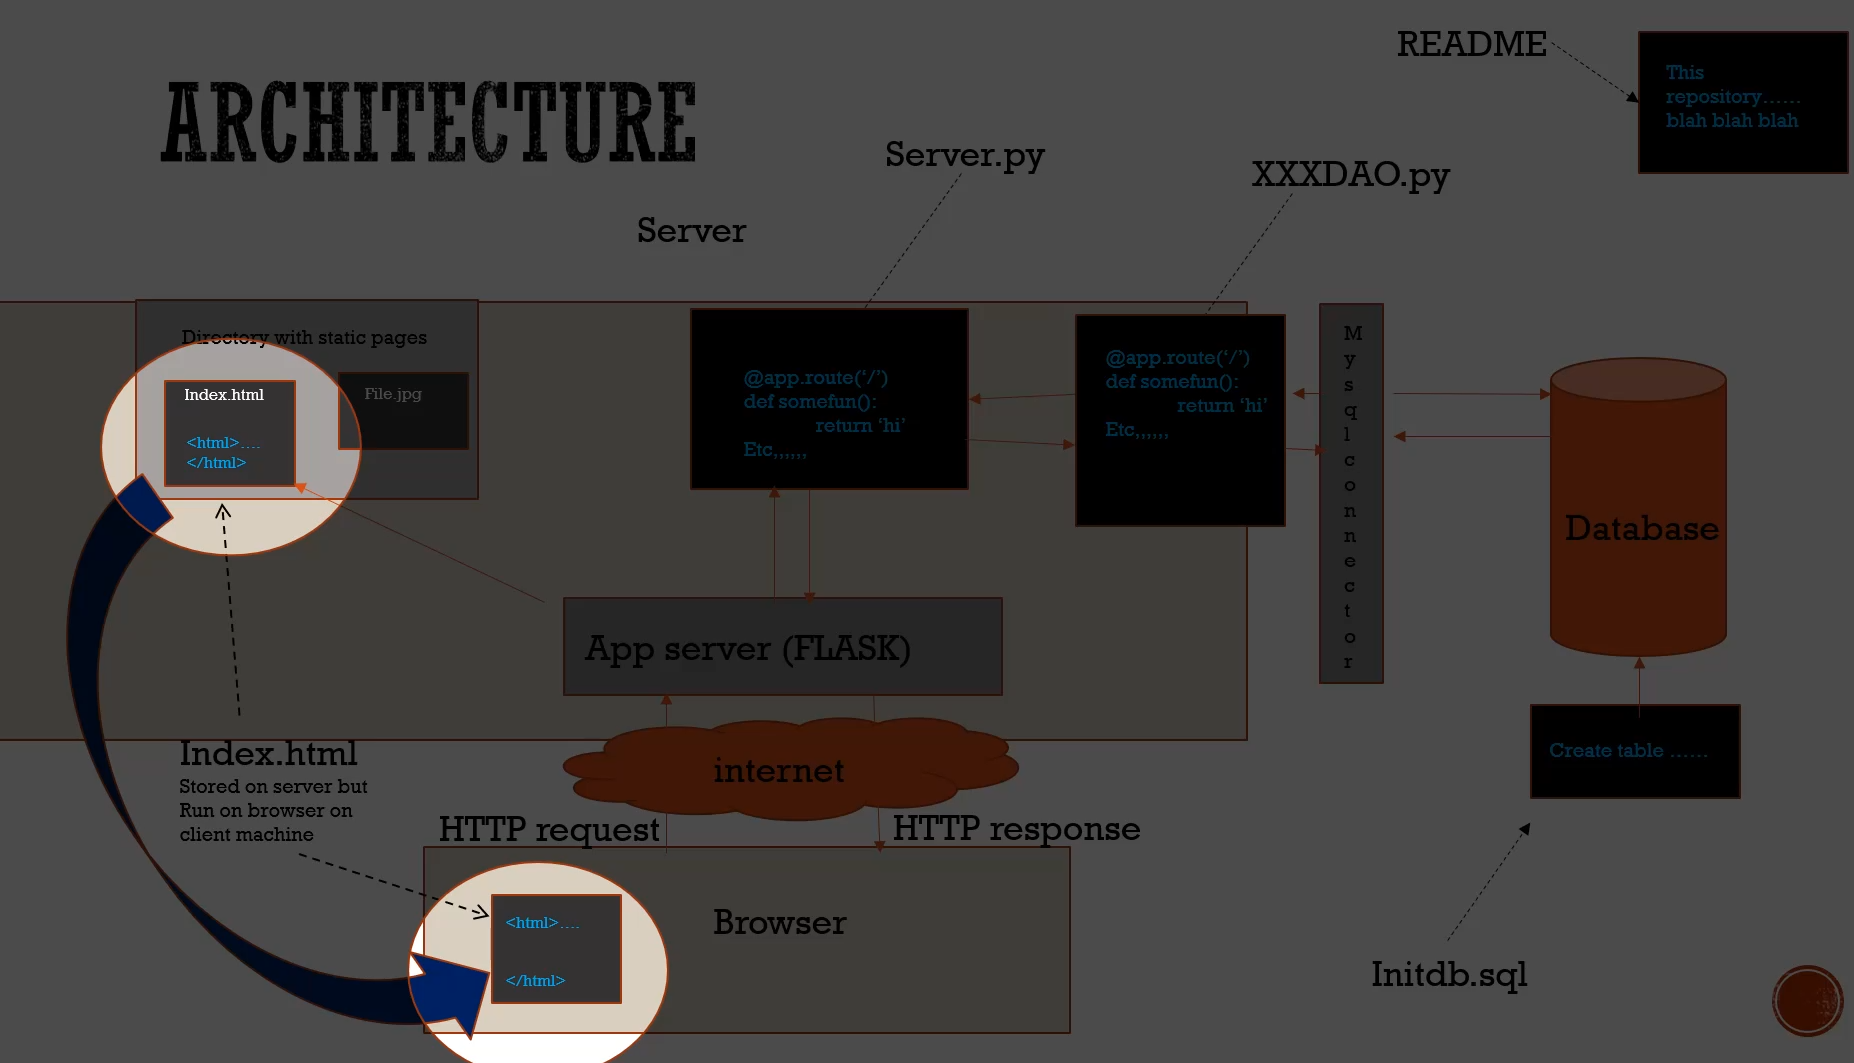 README
This
repository......
blah blah blah
ARCHITECTURE
Server.py
XXXDAO.py
Server
Directory with static pages
Index.html
<html>....
</html>
File.jpg
@app.route(‘/’)
def somefun():
return ‘hi’
Etc,,,,,,
@app.route(‘/’)
def somefun():
return ‘hi’
Etc,,,,,,
M
y
s
q
l
c
o
n
n
e
c
t
o
r
Database
App server (FLASK)
internet
Create table ......
Index.html
Stored on server but
Run on browser on
client machine
HTTP request
HTTP response
<html>....
</html>
Browser
Initdb.sql